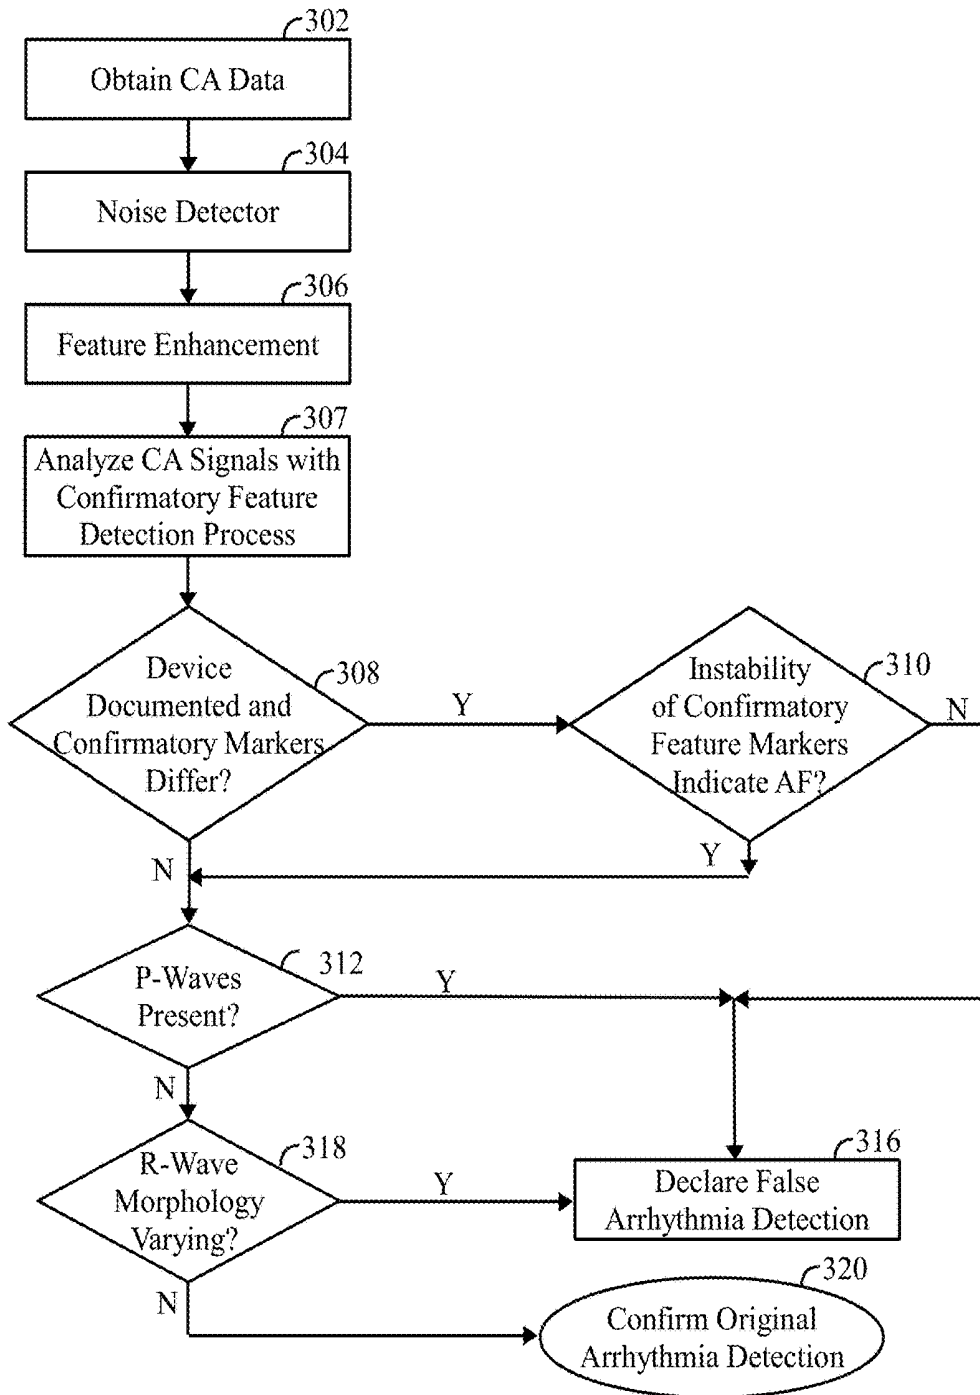 302
Obtain CA Data
304
Noise Detector
306
Feature Enhancement
307
Analyze CA Signals with
Confirmatory Feature
Detection Process
308
Device
Documented and
Confirmatory Markers
Differ?
Y
310
Instability
of Confirmatory
Feature Markers
Indicate AF?
N
N
Y
312
P-Waves
Present?
Y
N
318
R-Wave
Morphology
Varying?
Y
316
Declare False
Arrhythmia Detection
N
320
Confirm Original
Arrhythmia Detection